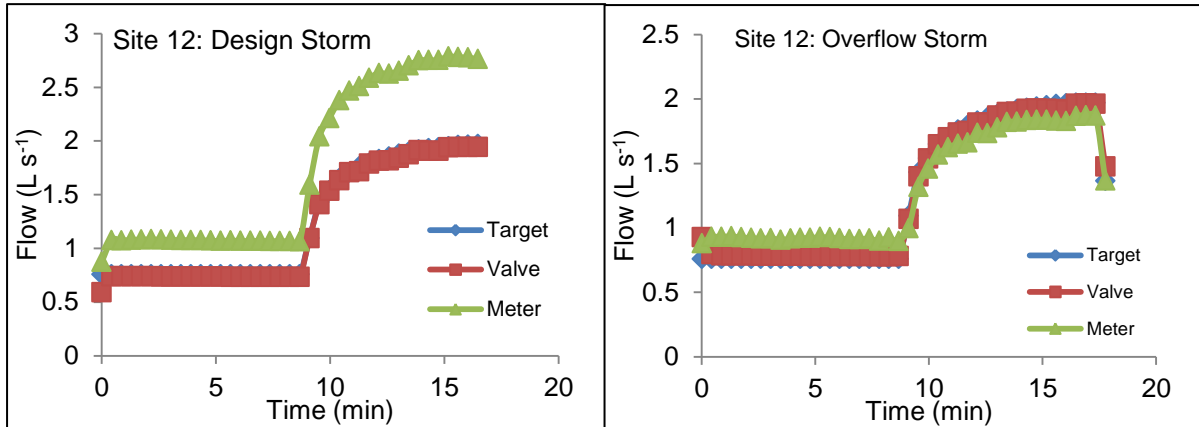 Site 12: Design Storm
Flow (L s-1)
3
2.5
2
1.5
1
0.5
0
0
5
10
15
20
Time (min)
Target
Valve
Meter
Site 12: Overflow Storm
Flow (L s-1)
2.5
2
1.5
1
0.5
0
0
5
10
15
20
Time (min)
Target
Valve
Meter